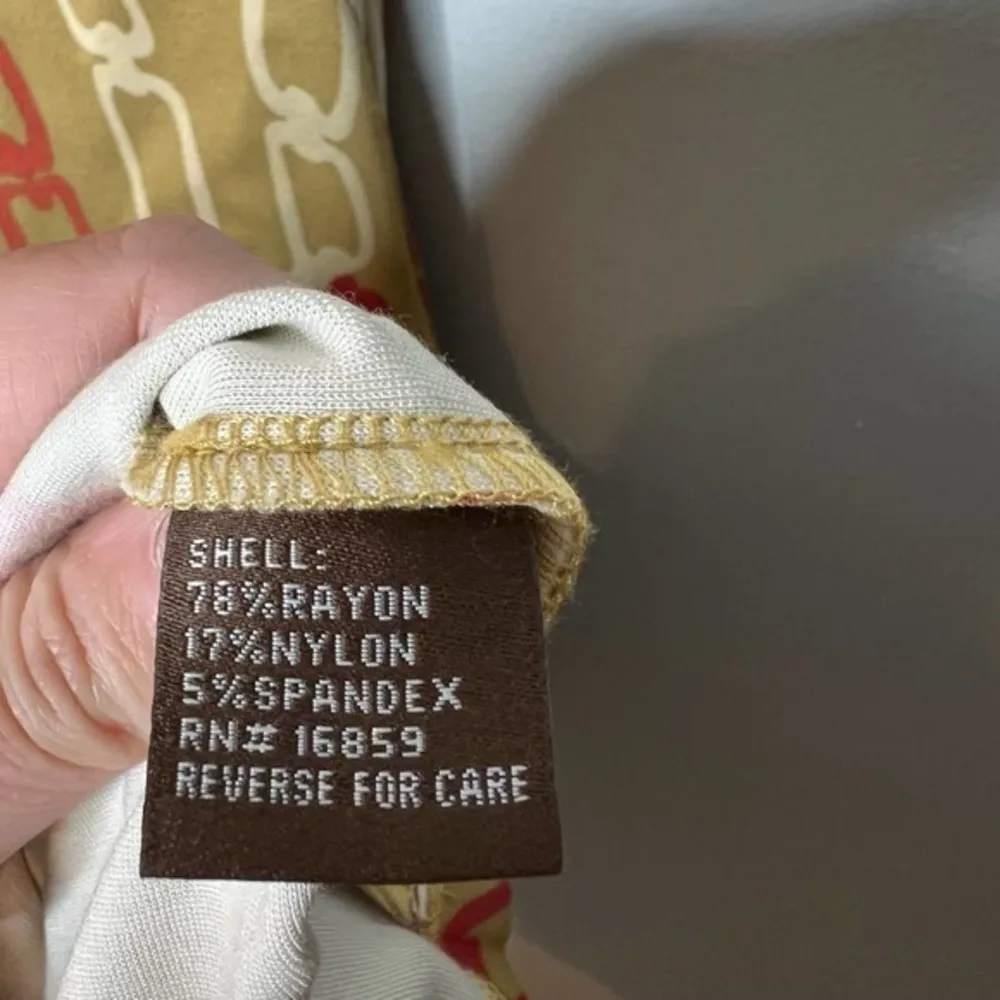 SHELL:
78%RAYON
17%NYLON
5%SPANDEX
RN# 16859
REVERSE FOR CARE